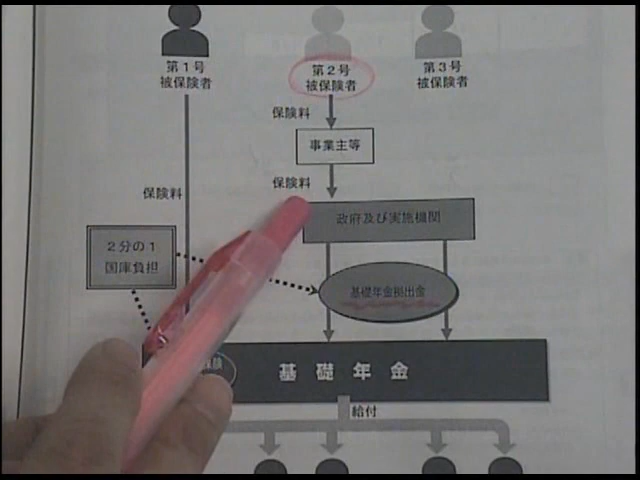 第1号
被保険者
第2号
被保険者
第3号
被保険者
保険料
事業主等
保険料
保険料
政府及び実施機関
2分の1
国庫負担
基礎年金拠出金
基礎年金
給付